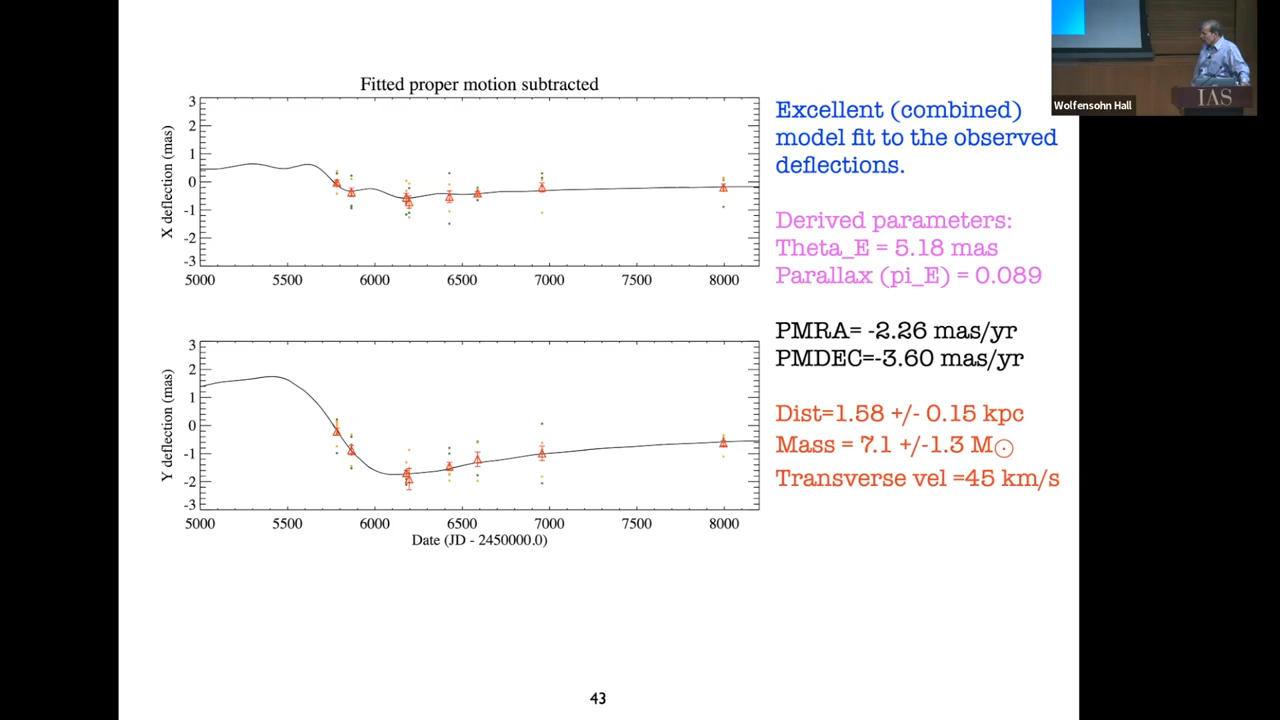 Fitted proper motion subtracted
3
2
1
0
-1
-2
-3
X deflection (mas)
5000 5500 6000 6500 7000 7500 8000
3
2
1
0
-1
-2
-3
Y deflection (mas)
5000 5500 6000 6500 7000 7500 8000
Date (JD - 2450000.0)
Excellent (combined)
model fit to the observed
deflections.
Derived parameters:
Theta_E = 5.18 mas
Parallax (pi_E) = 0.089
PMRA= -2.26 mas/yr
PMDEC=-3.60 mas/yr
Dist=1.58 +/- 0.15 kpc
Mass = 7.1 +/-1.3 M☉
Transverse vel =45 km/s
43
Wolfensohn Hall
IAS